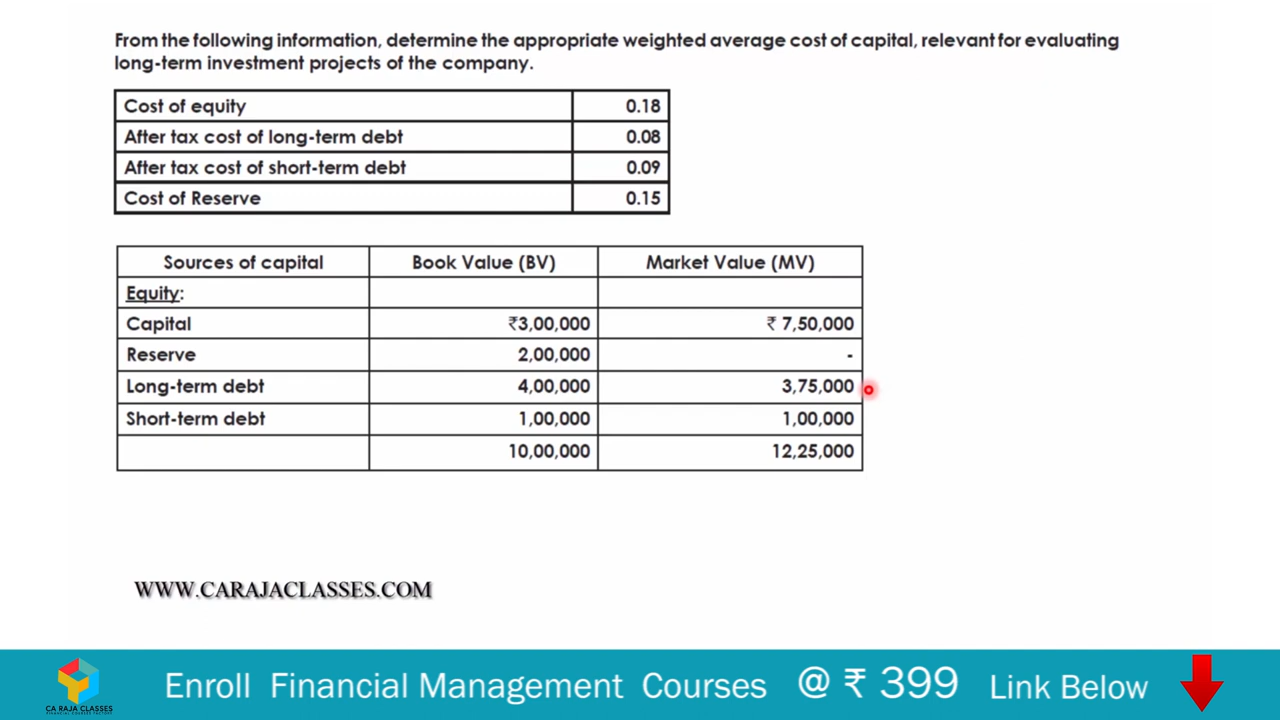 From the following information, determine the appropriate weighted average cost of capital, relevant for evaluating
long-term investment projects of the company.
Cost of equity 0.18
After tax cost of long-term debt 0.08
After tax cost of short-term debt 0.09
Cost of Reserve 0.15
Sources of capital Book Value (BV) Market Value (MV)
Equity:
Capital ₹3,00,000 ₹ 7,50,000
Reserve 2,00,000 -
Long-term debt 4,00,000 3,75,000
Short-term debt 1,00,000 1,00,000
10,00,000 12,25,000
WWW.CARAJACLASSES.COM
Enroll Financial Management Courses @ ₹ 399 Link Below
CA RAJA CLASSES
FINANCIAL COURSES FACTORY